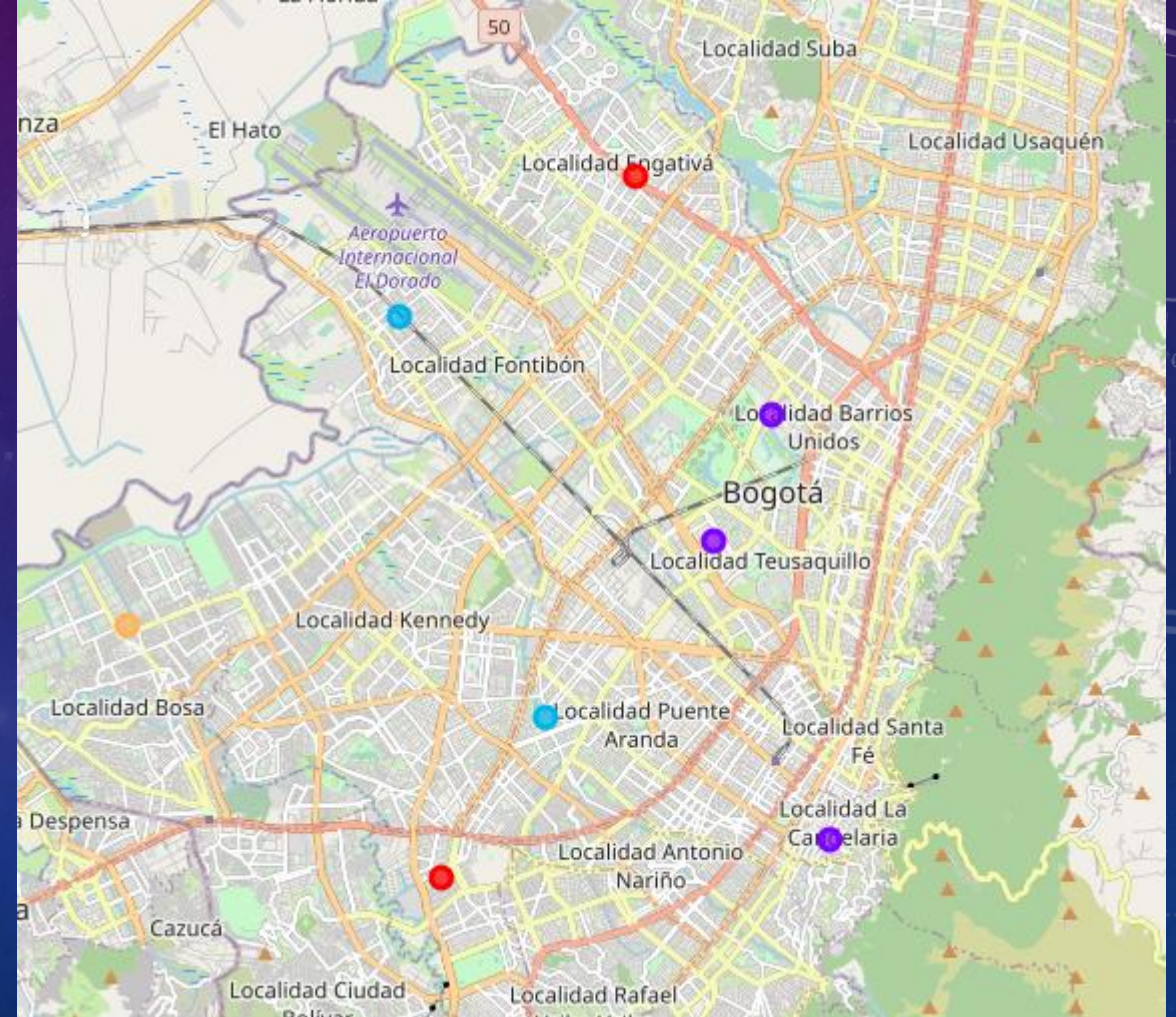 50
Localidad Suba
nza
El Hato
Localidad Usaquén
Localidad Engativá
Aeropuerto
Internacional
El Dorado
Localidad Fontibón
Localidad Barrios
Unidos
Bogotá
Localidad Teusaquillo
Localidad Kennedy
Localidad Bosa
Localidad Puente
Aranda
Localidad Santa
Fé
Localidad La
Candelaria
a Despensa
Localidad Antonio
Nariño
a
Cazucá
Localidad Ciudad
Bolívar
Localidad Rafael